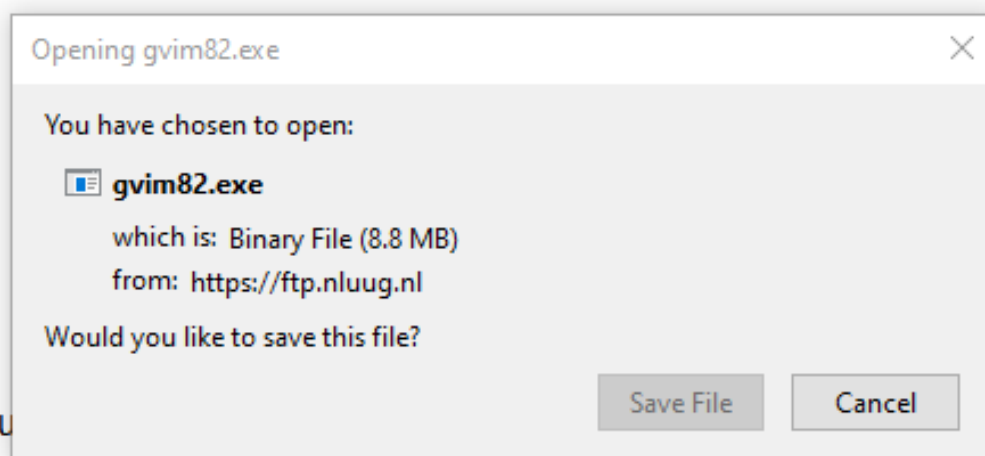 Opening gvim82.exe
You have chosen to open:
gvim82.exe
which is: Binary File (8.8 MB)
from: https://ftp.nluug.nl
Would you like to save this file?
Save File Cancel